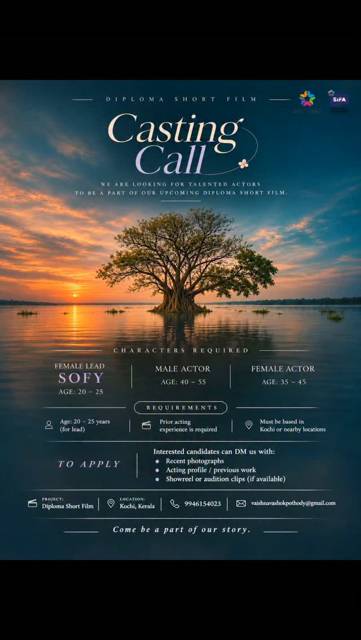 DIPLOMA SHORT FILM
SIFA
Casting
Call
WE ARE LOOKING FOR TALENTED ACTORS
TO BE A PART OF OUR UPCOMING DIPLOMA SHORT FILM.
CHARACTERS REQUIRED
FEMALE LEAD
SOFY
AGE: 20 – 25
MALE ACTOR
AGE: 40 – 55
FEMALE ACTOR
AGE: 35 – 45
REQUIREMENTS
Age: 20 – 25 years
(for lead)
Prior acting
experience is required
Must be based in
Kochi or nearby locations
TO APPLY
Interested candidates can DM us with:
Recent photographs
Acting profile / previous work
Showreel or audition clips (if available)
PROJECT:
Diploma Short Film
LOCATION:
Kochi, Kerala
9946154023
vaishnavashokpothody@gmail.com
Come be a part of our story.